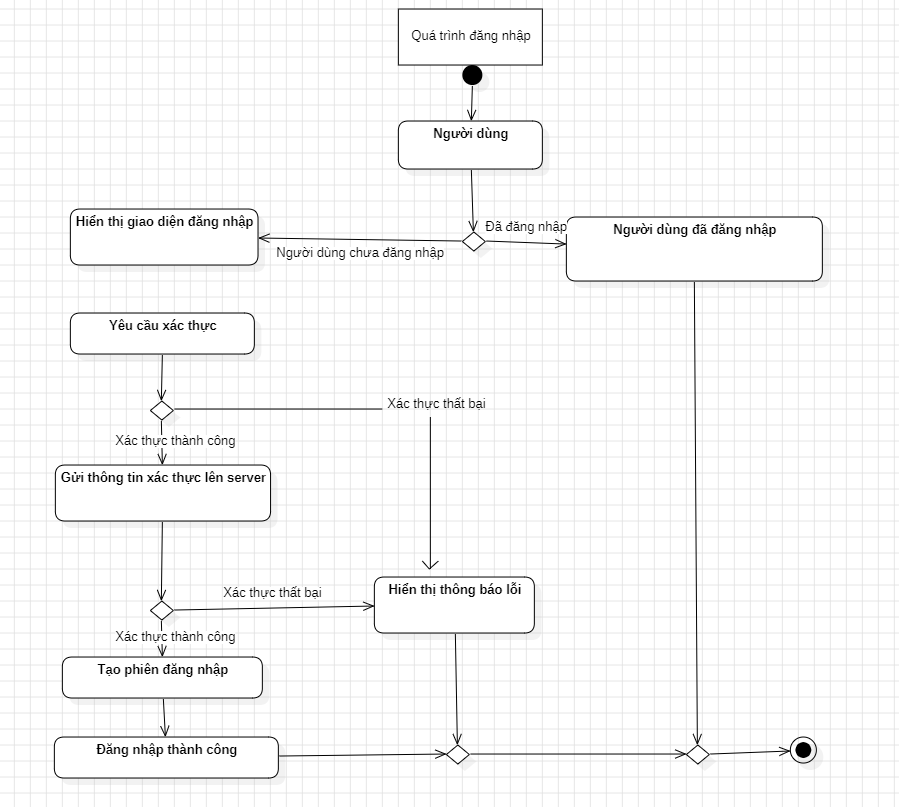 Quá trình đăng nhập
Người dùng
Hiển thị giao diện đăng nhập
Đã đăng nhập
Người dùng đã đăng nhập
Người dùng chưa đăng nhập
Yêu cầu xác thực
Xác thực thất bại
Xác thực thành công
Gửi thông tin xác thực lên server
Xác thực thất bại
Hiển thị thông báo lỗi
Xác thực thành công
Tạo phiên đăng nhập
Đăng nhập thành công